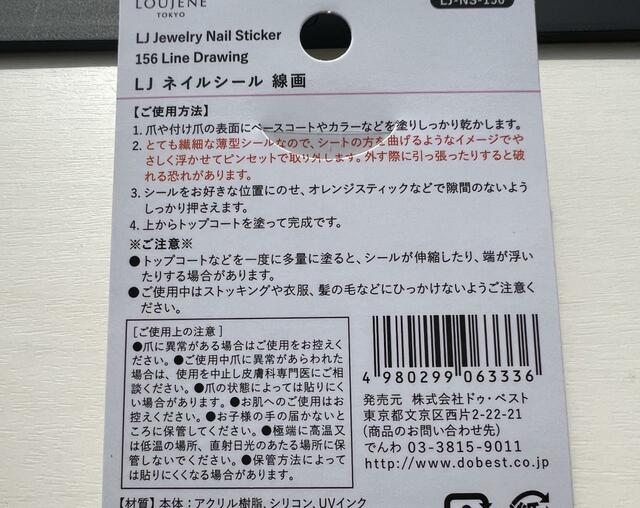 LOUJENE
TOKYO
LJ-NS-156
LJ Jewelry Nail Sticker
156 Line Drawing
LJ ネイルシール 線画
【ご使用方法】
1. 爪や付け爪の表面にベースコートやカラーなどを塗りしっかり乾かします。
2. とても繊細な薄型シールなので、シートの方を曲げるようなイメージでや
さしく浮かせてピンセットで取り外します。外す際に引っ張ったりすると破
れる恐れがあります。
3. シールをお好きな位置にのせ、オレンジスティックなどで隙間のないよう
しっかり押さえます。
4. 上からトップコートを塗って完成です。
※ご注意※
●トップコートなどを一度に多量に塗ると、シールが伸縮したり、端が浮い
たりする場合があります。
●ご使用中はストッキングや衣服、髪の毛などにひっかけないようご注意く
ださい。
[ご使用上の注意]
●爪に異常がある場合はご使用をお控え
ください。●ご使用中爪に異常があらわれた
場合は、使用を中止し皮膚科専門医にご相
談ください。●爪の状態によっては貼りにく
い場合があります。●お肌へのご使用はお
控えください。●お子様の手の届かないと
ころに保管してください。●極端に高温又
は低温の場所、直射日光のあたる場所に保
管しないでください。●保管方法によって
は貼りにくくなる場合があります。
4 980299 063336
発売元 株式会社ドゥ・ベスト
東京都文京区西片2-22-21
(商品のお問い合わせ先)
でんわ 03-3815-9011
http://www.dobest.co.jp
【材質】本体：アクリル樹脂、シリコン、UVインク